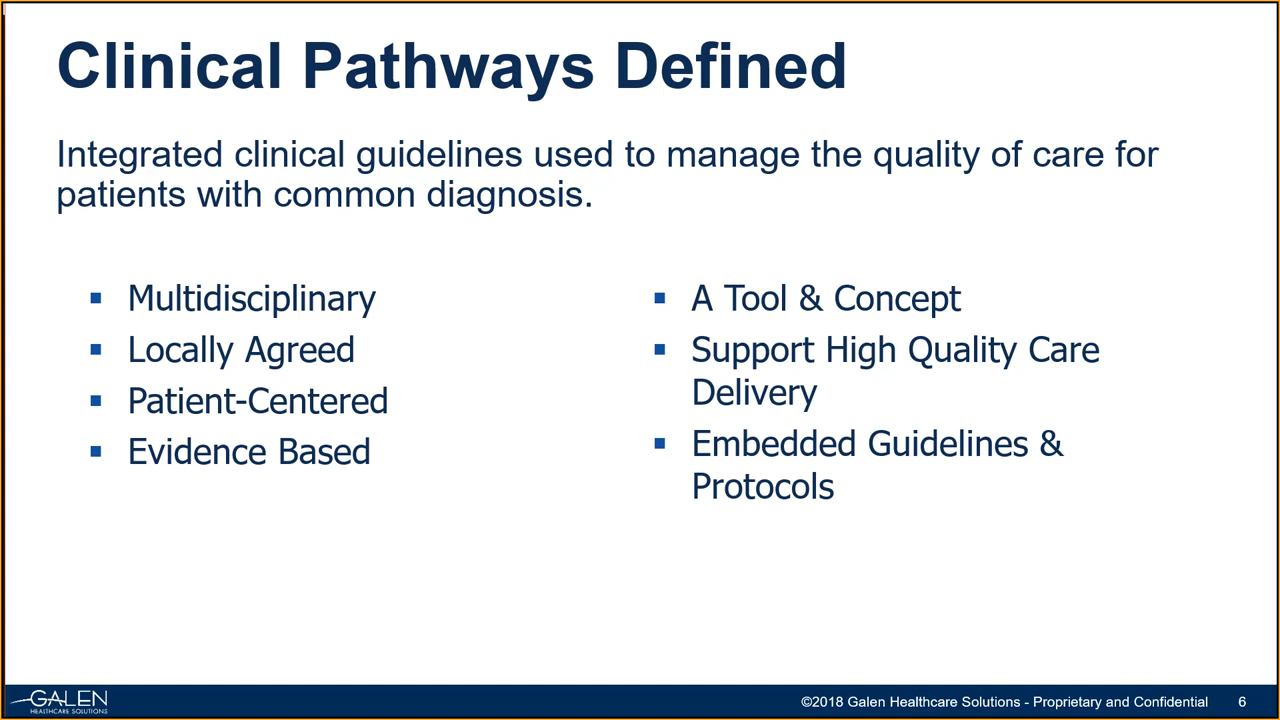 Clinical Pathways Defined
Integrated clinical guidelines used to manage the quality of care for
patients with common diagnosis.
▪ Multidisciplinary
▪ Locally Agreed
▪ Patient-Centered
▪ Evidence Based
▪ A Tool & Concept
▪ Support High Quality Care
Delivery
▪ Embedded Guidelines &
Protocols
GALEN
HEALTHCARE SOLUTIONS
©2018 Galen Healthcare Solutions - Proprietary and Confidential
6